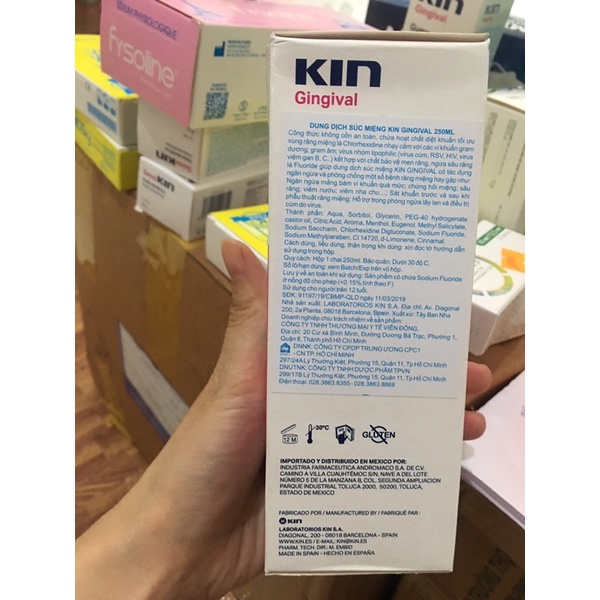 SÉRUM PHYSIOLOGIQUE
fysoline
KIN
Gingival
KIN
KIN
Gingival
DUNG DỊCH SÚC MIỆNG KIN GINGIVAL 250ML
Công thức không cồn an toàn, chứa hoạt chất diệt khuẩn tối ưu
vùng răng miệng là Chlorhexidine nhạy cảm với các vi khuẩn gram
dương; gram âm; virus nhóm lipophilic (virus cúm, RSV, HIV, virus
viêm gan B, C..) kết hợp với chất bảo vệ men răng, ngừa sâu răng
là Fluoride giúp dung dịch súc miệng KIN GINGIVAL có tác dụng
ngăn ngừa và phòng chống một số bệnh răng miệng hay gặp như:
Ngăn ngừa mảng bám vi khuẩn quá mức; chứng hôi miệng; sâu
răng; viêm nướu; viêm nha chu...; Sát khuẩn trước và sau phẫu
thuật răng miệng; Hỗ trợ trong phòng ngừa lây lan và điều trị
cúm do virus.
Thành phần: Aqua, Sorbitol, Glycerin, PEG-40 hydrogenate
castor oil, Citric Acid, Aroma, Menthol, Eugenol, Methyl Salicylate,
Sodium Saccharin, Chlorhexidine Digluconate, Sodium Fluoride,
Sodium Methylparaben, CI 14720, d-Limonene, Cinnamal.
Cách dùng, liều dùng, thận trọng khi dùng: xin đọc tờ hướng dẫn
sử dụng trong hộp.
Quy cách: Hộp 1 chai 250ml. Bảo quản: Dưới 30 độ C.
Số lô/hạn dùng: xem Batch/Exp trên vỏ hộp.
Lưu ý về an toàn khi sử dụng: Sản phẩm có chứa Sodium Fluoride
ở nồng độ cho phép (<0.15% tính theo F).
Sử dụng cho người trên 12 tuổi.
SĐK: 91197/19/CBMP-QLD ngày 11/03/2019
Nhà sản xuất: LABORATORIOS KIN S.A. Địa chỉ: Av. Diagonal
200, 2a Planta, 08018 Barcelona, Spain. Xuất xứ: Tây Ban Nha
Doanh nghiệp chịu trách nhiệm về sản phẩm:
CÔNG TY TNHH THƯƠNG MẠI Y TẾ VIỄN ĐÔNG.
Địa chỉ: 20 Cư xá Bình Minh, Đường Dương Bá Trạc, Phường 1,
Quận 8, Thành phố Hồ Chí Minh
DNNK: CÔNG TY CPDP TRUNG ƯƠNG CPC1
- CN TP. HỒ CHÍ MINH
297/24A Lý Thường Kiệt, Phường 15, Quận 11, Tp Hồ Chí Minh
DNUTNK: CÔNG TY TNHH DƯỢC PHẨM TPVN
299/17B Lý Thường Kiệt, Phường 15, Quận 11, Tp Hồ Chí Minh
Điện thoại: 028.3863.8355- 028.3863.8869
12 M
30ºC
GLUTEN
IMPORTADO Y DISTRIBUIDO EN MEXICO POR:
INDUSTRIA FARMACEUTICA ANDROMACO S.A. DE C.V.
CAMINO A VILLA CUAUHTÉMOC S/N, NAVE A DEL LOTE
NÚMERO 5 DE LA MANZANA B, COL. SEGUNDA AMPLIACION
PARQUE INDUSTRIAL TOLUCA 2000, 50200, TOLUCA,
ESTADO DE MEXICO
FABRICADO POR / MANUFACTURED BY / FABRIQUÉ PAR :
KIN
LABORATORIOS KIN S.A.
DIAGONAL, 200 - 08018 BARCELONA - SPAIN
WWW.KIN.ES / E-MAIL: KIN@KIN.ES
PHARM. TECH. DIR.: M. EMBID
MADE IN SPAIN - HECHO EN ESPAÑA